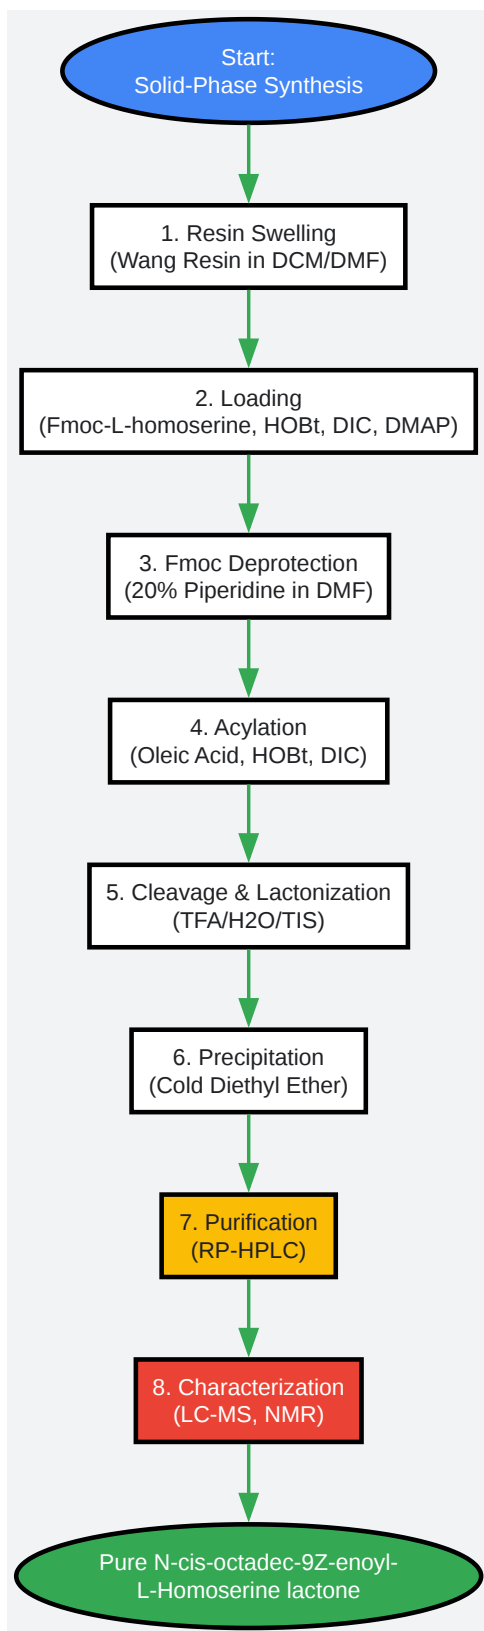 Start:
Solid-Phase Synthesis
1. Resin Swelling
(Wang Resin in DCM/DMF)
2. Loading
(Fmoc-L-homoserine, HOBt, DIC, DMAP)
3. Fmoc Deprotection
(20% Piperidine in DMF)
4. Acylation
(Oleic Acid, HOBt, DIC)
5. Cleavage & Lactonization
(TFA/H2O/TIS)
6. Precipitation
(Cold Diethyl Ether)
7. Purification
(RP-HPLC)
8. Characterization
(LC-MS, NMR)
Pure N-cis-octadec-9Z-enoyl-
L-Homoserine lactone